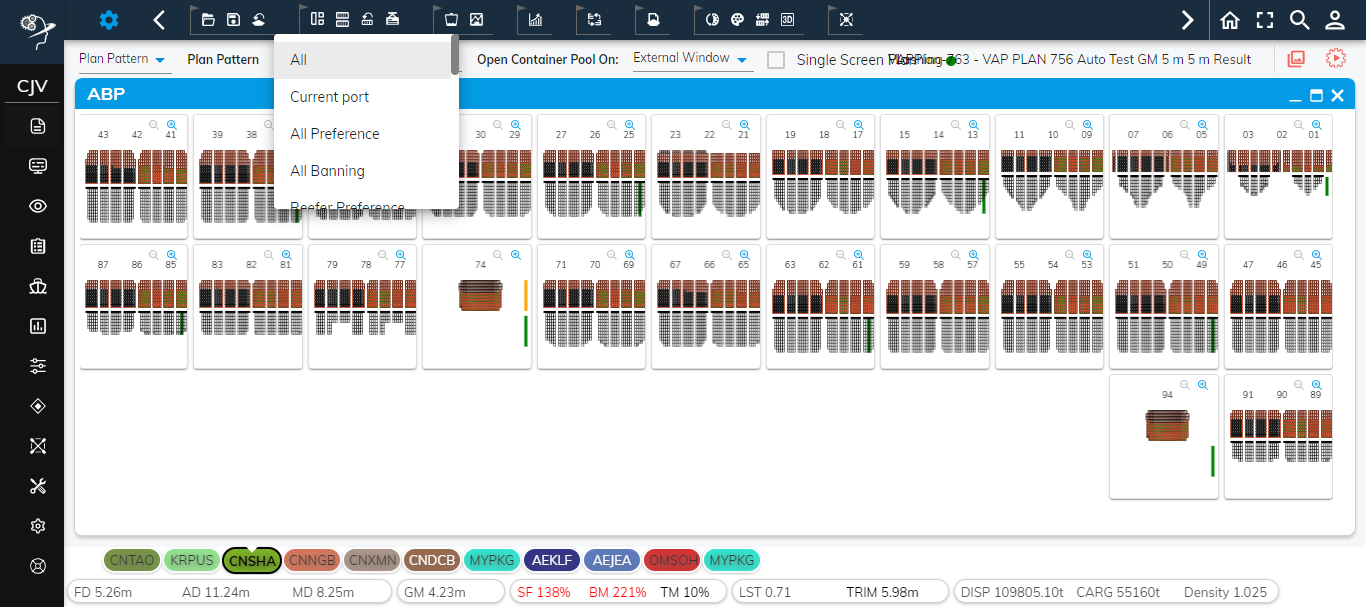 3D
CJV
Plan Pattern
Plan Pattern
Open Container Pool On:
External Window
Single Screen Planning
VAP Plan-763 - VAP PLAN 756 Auto Test GM 5 m 5 m Result
All
Current port
All Preference
All Banning
Reefer Preference
ABP
43 42 41
39 38
30 29
27 26 25
23 22 21
19 18 17
15 14 13
11 10 09
07 06 05
03 02 01
87 86 85
83 82 81
79 78 77
74
71 70 69
67 66 65
63 62 61
59 58 57
55 54 53
51 50 49
47 46 45
94
91 90 89
CNTAO KRPUS CNSHA CNNGB CNXMN CNDCB MYPKG AEKLF AEJEA OMSOH MYPKG
FD 5.26m AD 11.24m MD 8.25m GM 4.23m SF 138% BM 221% TM 10% LST 0.71 TRIM 5.98m DISP 109805.10t CARG 55160t Density 1.025